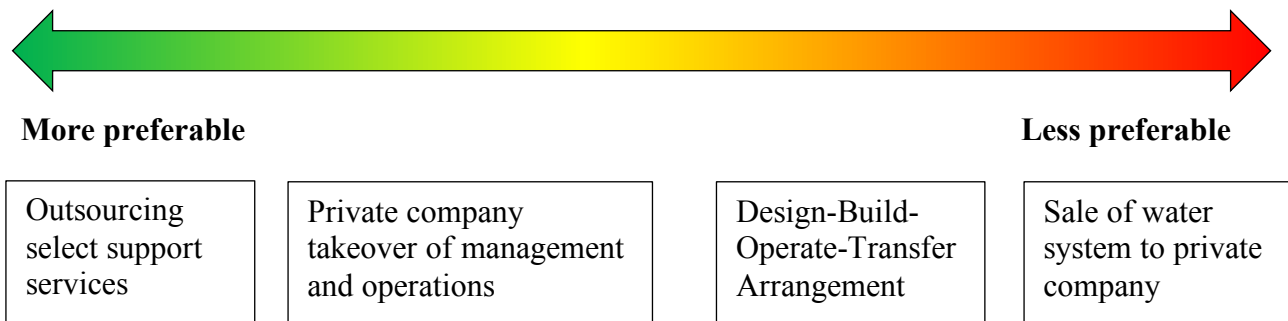 More preferable
Less preferable
Outsourcing
select support
services
Private company
takeover of management
and operations
Design-Build-
Operate-Transfer
Arrangement
Sale of water
system to private
company